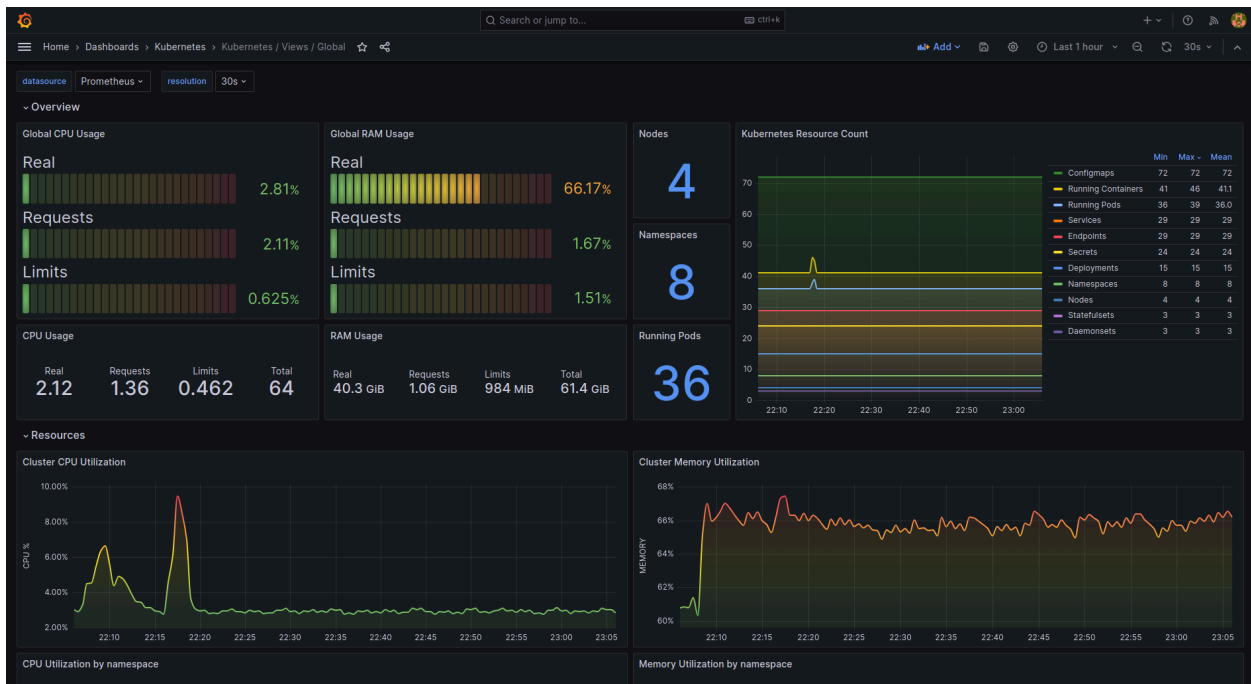 Search or jump to...
ctrl+k
Home › Dashboards › Kubernetes › Kubernetes / Views / Global
Add
Last 1 hour
30s
datasource Prometheus
resolution 30s
Overview
Global CPU Usage
Real
2.81%
Requests
2.11%
Limits
0.625%
Global RAM Usage
Real
66.17%
Requests
1.67%
Limits
1.51%
Nodes
4
Namespaces
8
Kubernetes Resource Count
70
60
50
40
30
20
10
0
22:10 22:20 22:30 22:40 22:50 23:00
Min Max Mean
Configmaps 72 72 72
Running Containers 41 46 41.1
Running Pods 36 39 36.0
Services 29 29 29
Endpoints 29 29 29
Secrets 24 24 24
Deployments 15 15 15
Namespaces 8 8 8
Nodes 4 4 4
Statefulsets 3 3 3
Daemonsets 3 3 3
CPU Usage
Real Requests Limits Total
2.12 1.36 0.462 64
RAM Usage
Real Requests Limits Total
40.3 GiB 1.06 GiB 984 MiB 61.4 GiB
Running Pods
36
Resources
Cluster CPU Utilization
CPU %
10.00%
8.00%
6.00%
4.00%
2.00%
22:10 22:15 22:20 22:25 22:30 22:35 22:40 22:45 22:50 22:55 23:00 23:05
Cluster Memory Utilization
MEMORY
68%
66%
64%
62%
60%
22:10 22:15 22:20 22:25 22:30 22:35 22:40 22:45 22:50 22:55 23:00 23:05
CPU Utilization by namespace
Memory Utilization by namespace